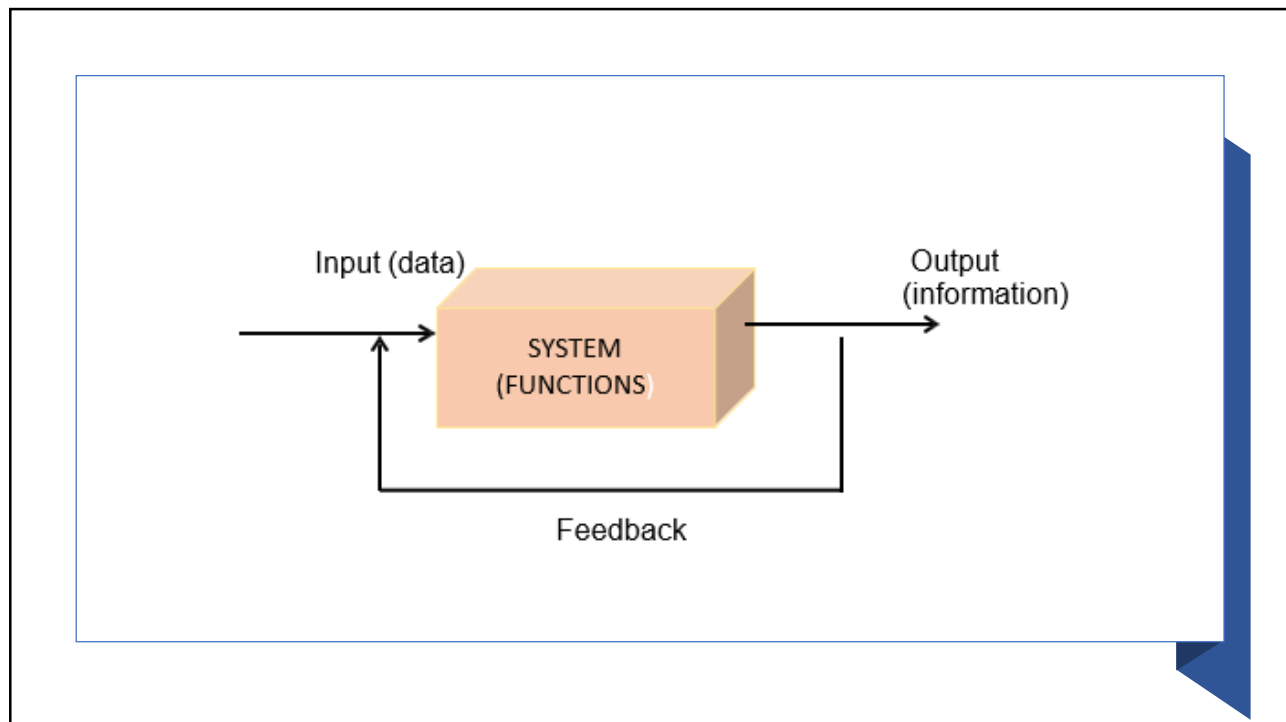 Input (data)
Output
(information)
SYSTEM
(FUNCTIONS)
Feedback